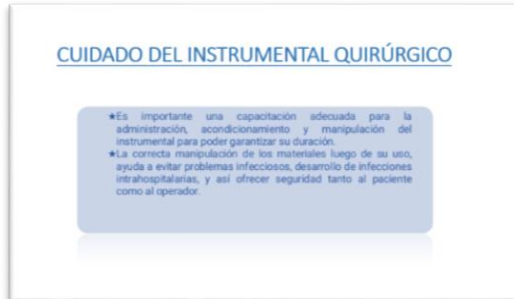 CUIDADO DEL INSTRUMENTAL QUIRÚRGICO
★Es importante una capacitación adecuada para la
administración, acondicionamiento y manipulación del
instrumental para poder garantizar su duración.
★La correcta manipulación de los materiales luego de su uso,
ayuda a evitar problemas infecciosos, desarrollo de infecciones
intrahospitalarias, y así ofrecer seguridad tanto al paciente
como al operador.